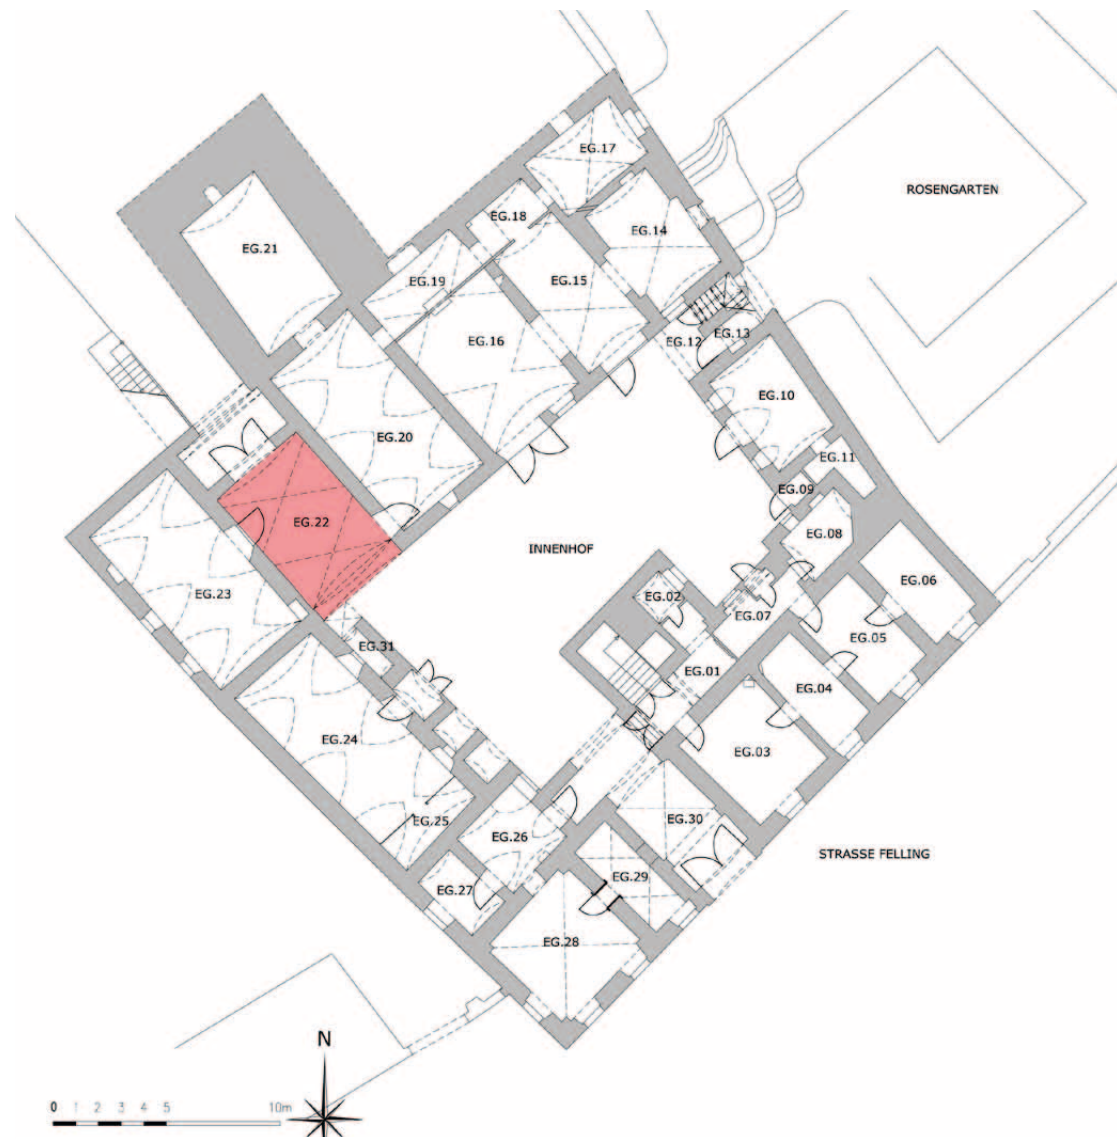 EG.17
ROSENGARTEN
EG.18
EG.14
EG.21
EG.19
EG.15
EG.12
EG.13
EG.16
EG.10
EG.20
EG.11
EG.09
EG.22
EG.08
INNENHOF
EG.06
EG.23
EG.02
EG.07
EG.05
EG.31
EG.01
EG.04
EG.24
EG.03
EG.25
EG.30
EG.26
STRASSE FELLING
EG.29
EG.27
EG.28
N
0 1 2 3 4 5 10m